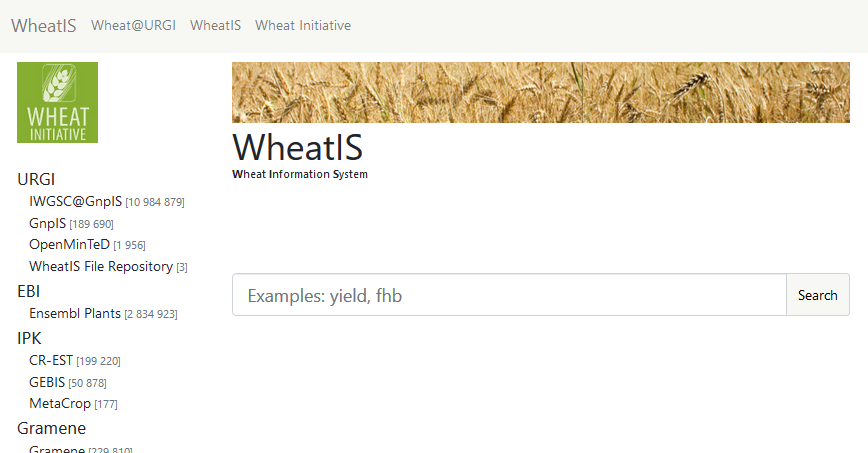 WheatIS Wheat@URGI WheatIS Wheat Initiative
WHEAT
INITIATIVE
URGI
IWGSC@GnpIS [10 984 879]
GnpIS [189 690]
OpenMinTeD [1 956]
WheatIS File Repository [3]
EBI
Ensembl Plants [2 834 923]
IPK
CR-EST [199 220]
GEBIS [50 878]
MetaCrop [177]
Gramene
Gramene [229 810]
WheatIS
Wheat Information System
Examples: yield, fhb
Search